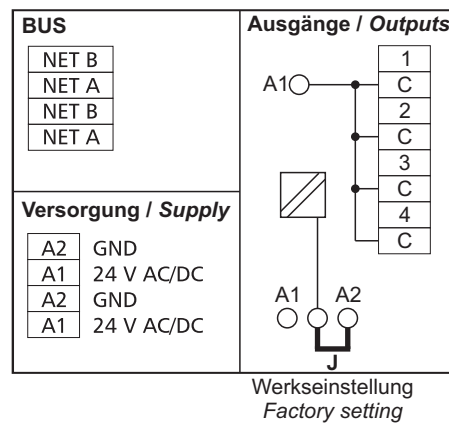 BUS
NET B
NET A
NET B
NET A
Versorgung / Supply
A2 GND
A1 24 V AC/DC
A2 GND
A1 24 V AC/DC
Ausgänge / Outputs
1
A1 C
2
C
3
C
4
C
A1 A2
J
Werkseinstellung
Factory setting